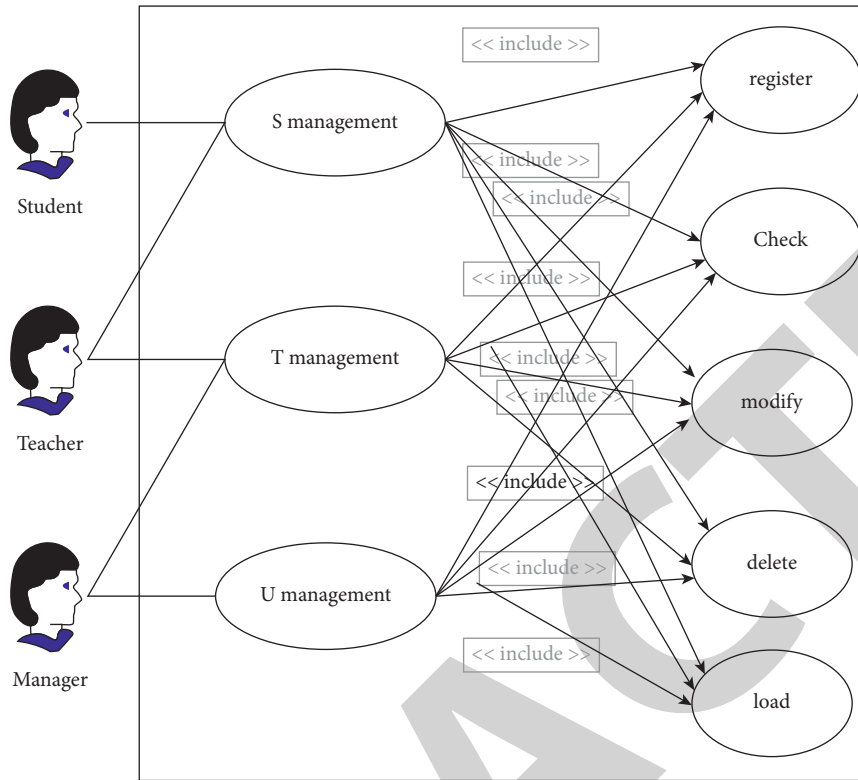 << include >>
register
S management
<< include >>
<< include >>
Student
Check
<< include >>
T management
<< include >>
<< include >>
modify
Teacher
<< include >>
<< include >>
delete
U management
<< include >>
Manager
load
ACT